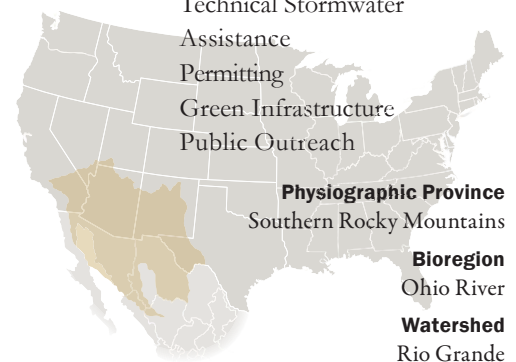 Technical Stormwater
Assistance
Permitting
Green Infrastructure
Public Outreach
Physiographic Province
Southern Rocky Mountains
Bioregion
Ohio River
Watershed
Rio Grande